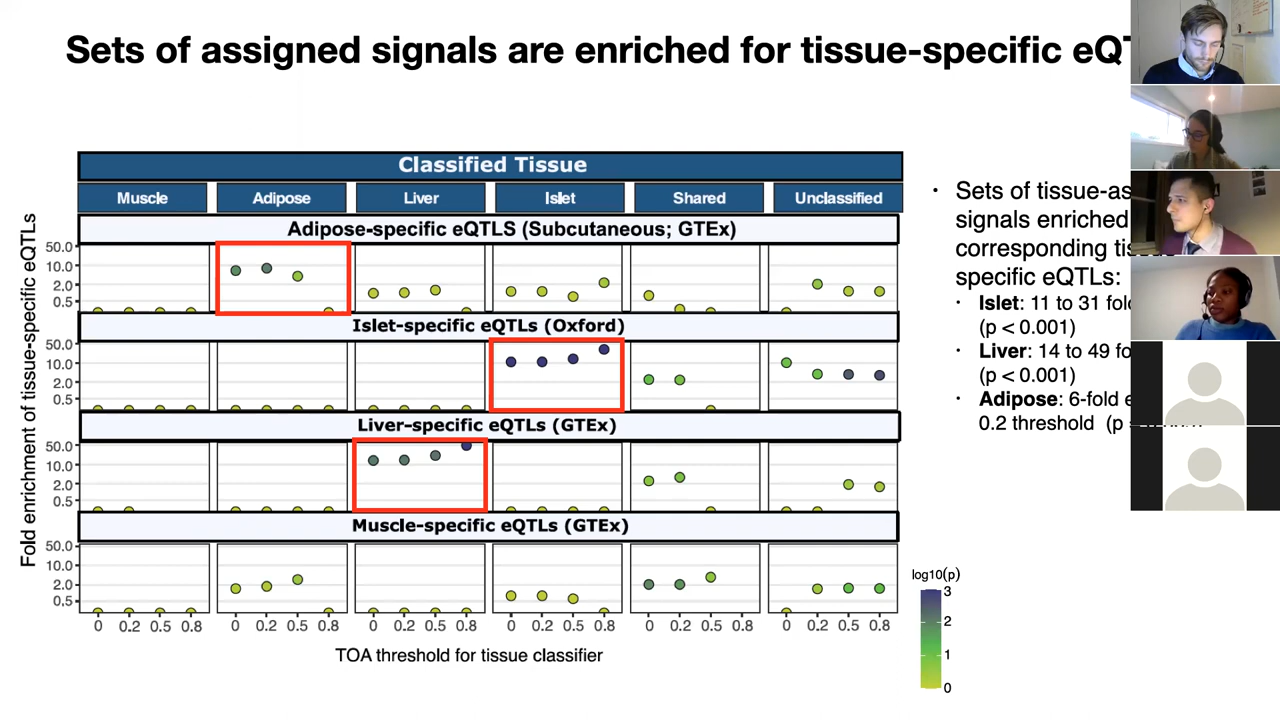 Sets of assigned signals are enriched for tissue-specific
Classified Tissue
Muscle Adipose Liver Islet Shared Unclassified
Fold enrichment of tissue-specific eQTLs
Adipose-specific eQTLS (Subcutaneous; GTEx)
50.0
10.0
2.0
0.5
Islet-specific eQTLs (Oxford)
50.0
10.0
2.0
0.5
Liver-specific eQTLs (GTEx)
50.0
10.0
2.0
0.5
Muscle-specific eQTLs (GTEx)
50.0
10.0
2.0
0.5
0 0.2 0.5 0.8 0 0.2 0.5 0.8 0 0.2 0.5 0.8 0 0.2 0.5 0.8 0 0.2 0.5 0.8 0 0.2 0.5 0.8
TOA threshold for tissue classifier
log10(p)
3
2
1
0
• Sets of
signals enriched
corresponding
specific eQTLs:
• Islet: 11 to 31
(p < 0.001)
• Liver: 14 to 49
(p < 0.001)
• Adipose: 6-fold
0.2 threshold (p